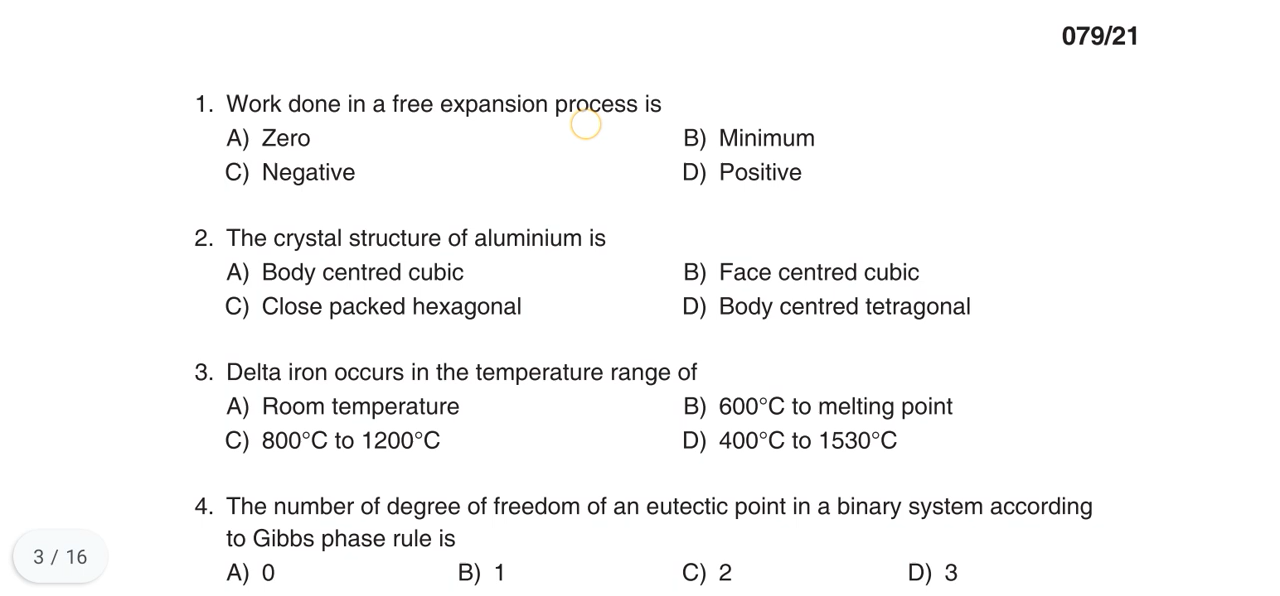 079/21
1. Work done in a free expansion process is
A) Zero B) Minimum
C) Negative D) Positive
2. The crystal structure of aluminium is
A) Body centred cubic B) Face centred cubic
C) Close packed hexagonal D) Body centred tetragonal
3. Delta iron occurs in the temperature range of
A) Room temperature B) 600°C to melting point
C) 800°C to 1200°C D) 400°C to 1530°C
4. The number of degree of freedom of an eutectic point in a binary system according
to Gibbs phase rule is
3 / 16
A) 0 B) 1 C) 2 D) 3